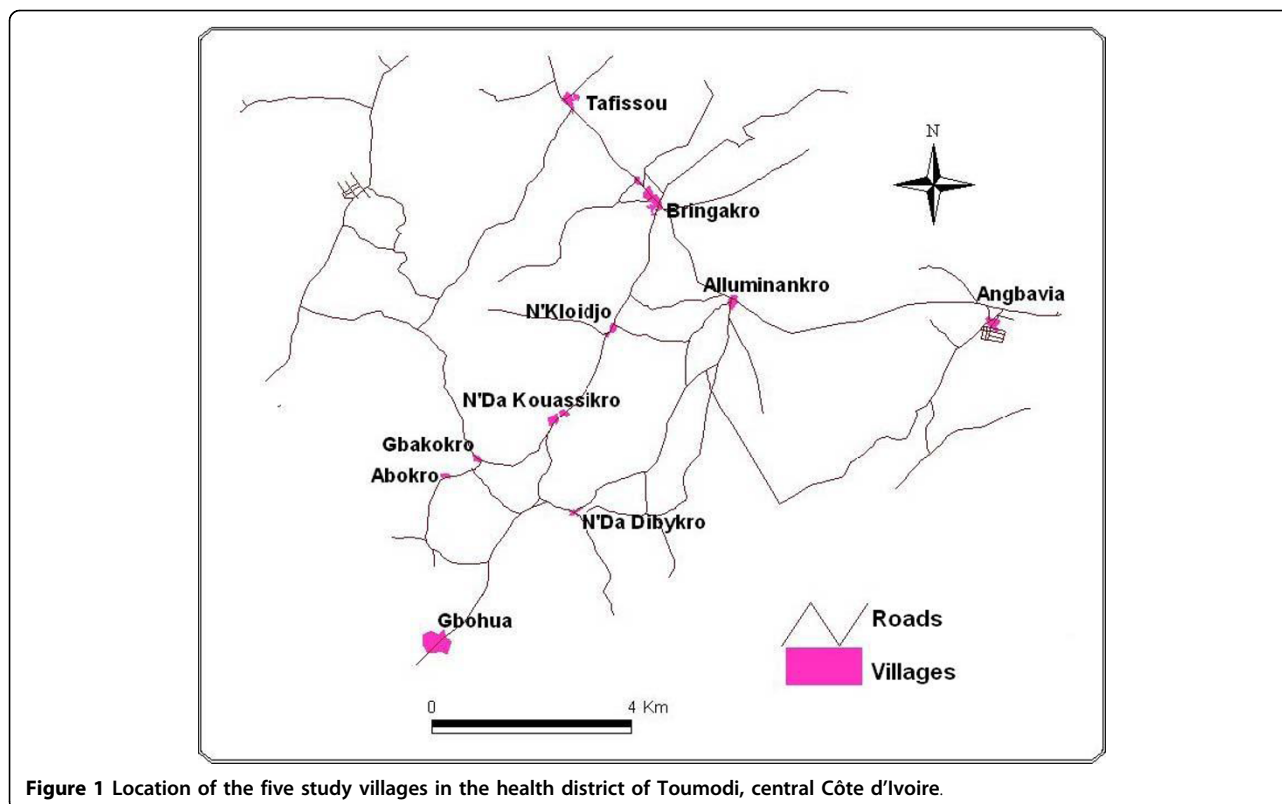 Tafissou
N
Bringakro
Alluminankro
Angbavia
N'Kloidjo
N'Da Kouassikro
Gbakokro
Abokro
N'Da Dibykro
Gbohua
Roads
Villages
0 4 Km
Figure 1 Location of the five study villages in the health district of Toumodi, central Côte d'Ivoire.